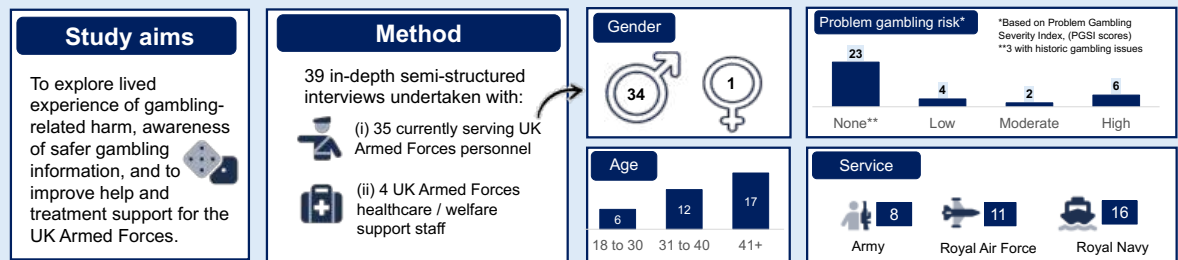 Study aims
To explore lived
experience of gambling-
related harm, awareness
of safer gambling
information, and to
improve help and
treatment support for the
UK Armed Forces.
Method
39 in-depth semi-structured
interviews undertaken with:
(i) 35 currently serving UK
Armed Forces personnel
(ii) 4 UK Armed Forces
healthcare / welfare
support staff
Gender
34
1
Age
6
12
17
18 to 30
31 to 40
41+
Problem gambling risk*
*Based on Problem Gambling
Severity Index, (PGSI scores)
**3 with historic gambling issues
23
4
2
6
None**
Low
Moderate
High
Service
8
11
16
Army
Royal Air Force
Royal Navy